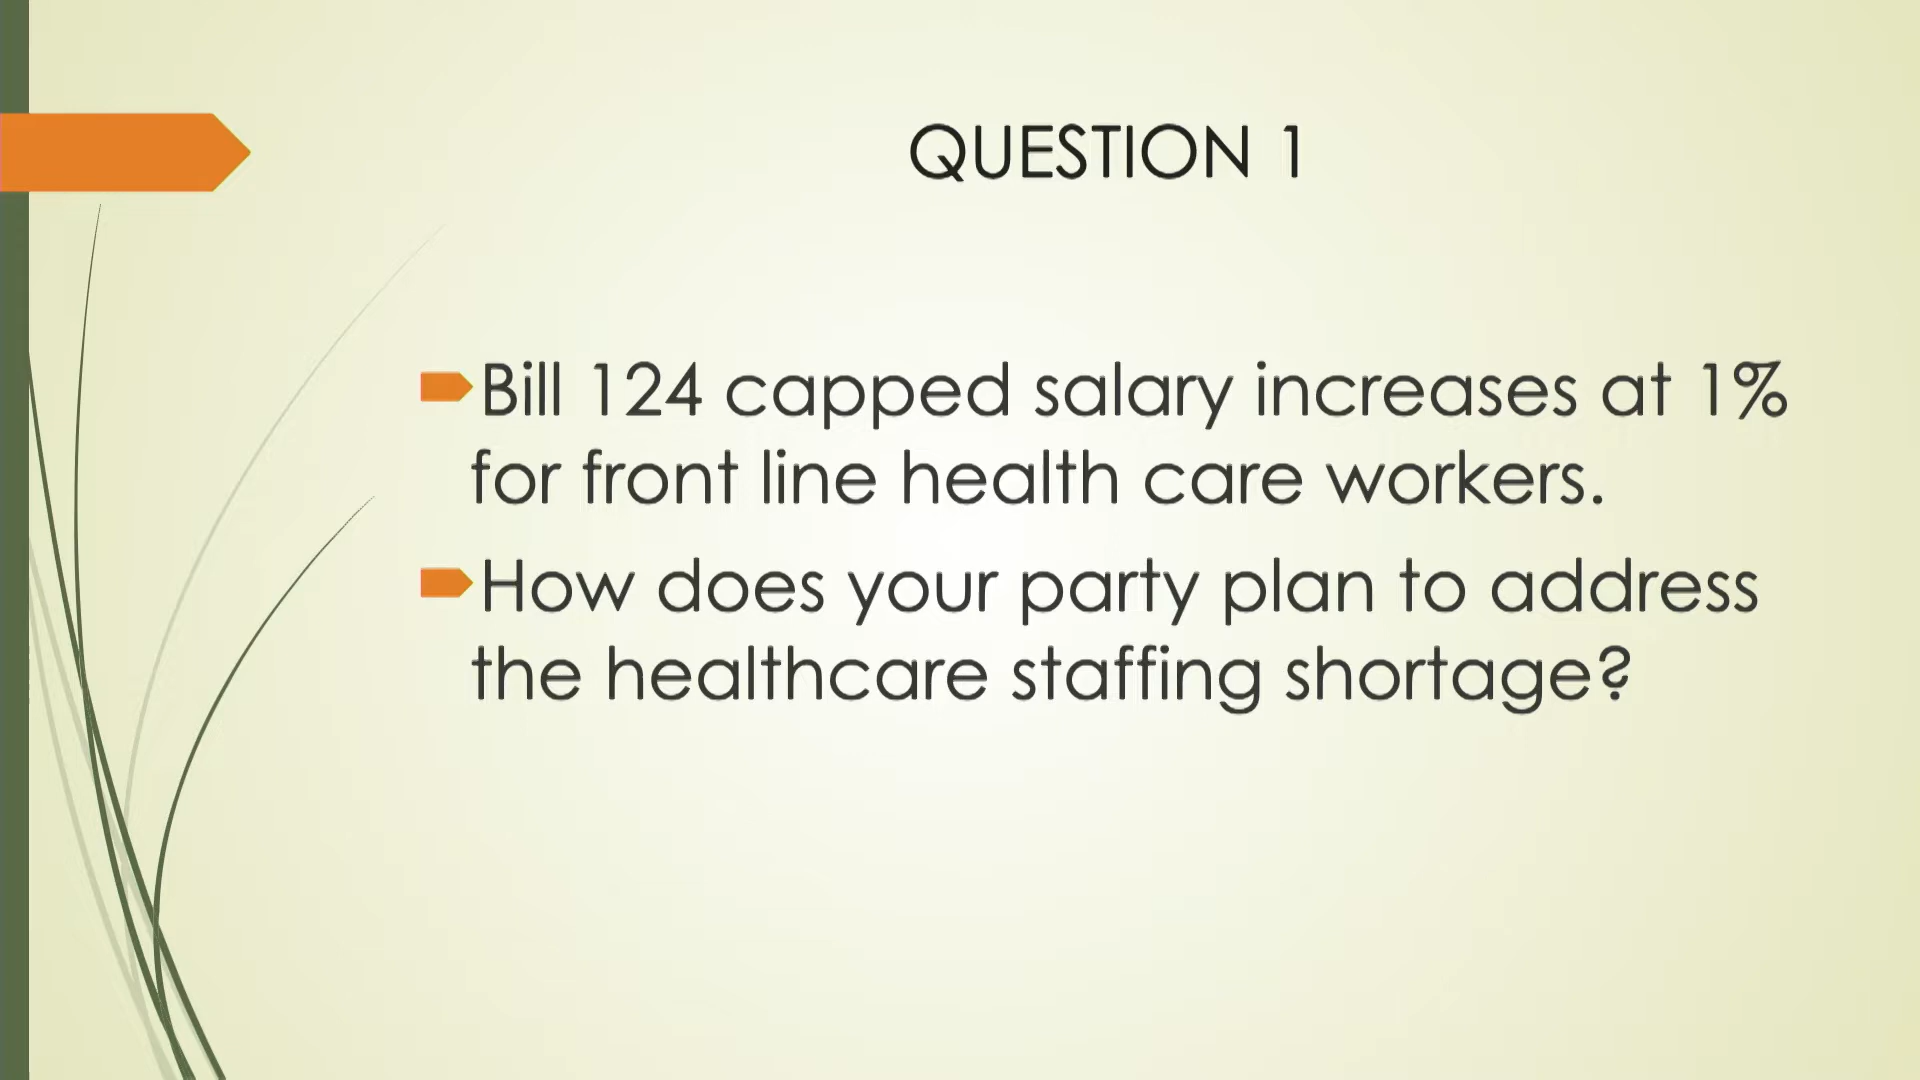 QUESTION 1
Bill 124 capped salary increases at 1%
for front line health care workers.
How does your party plan to address
the healthcare staffing shortage?